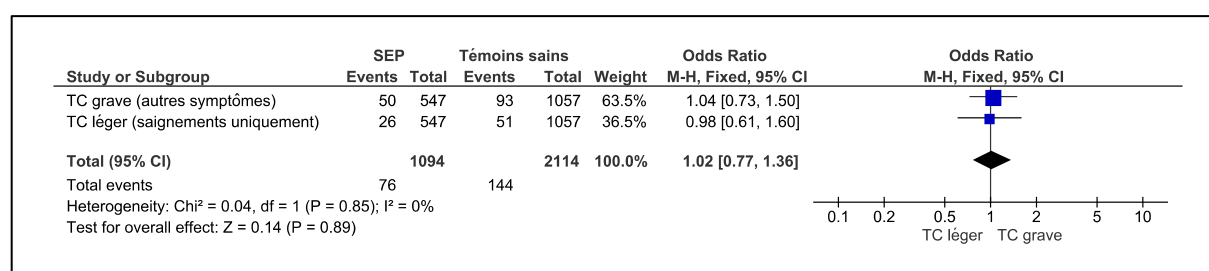 SEP Témoins sains Odds Ratio Odds Ratio
Study or Subgroup Events Total Events Total Weight M-H, Fixed, 95% CI M-H, Fixed, 95% CI
TC grave (autres symptômes) 50 547 93 1057 63.5% 1.04 [0.73, 1.50]
TC léger (saignements uniquement) 26 547 51 1057 36.5% 0.98 [0.61, 1.60]
Total (95% CI) 1094 2114 100.0% 1.02 [0.77, 1.36]
Total events 76 144
Heterogeneity: Chi² = 0.04, df = 1 (P = 0.85); I² = 0%
Test for overall effect: Z = 0.14 (P = 0.89)
0.1 0.2 0.5 1 2 5 10
TC léger TC grave